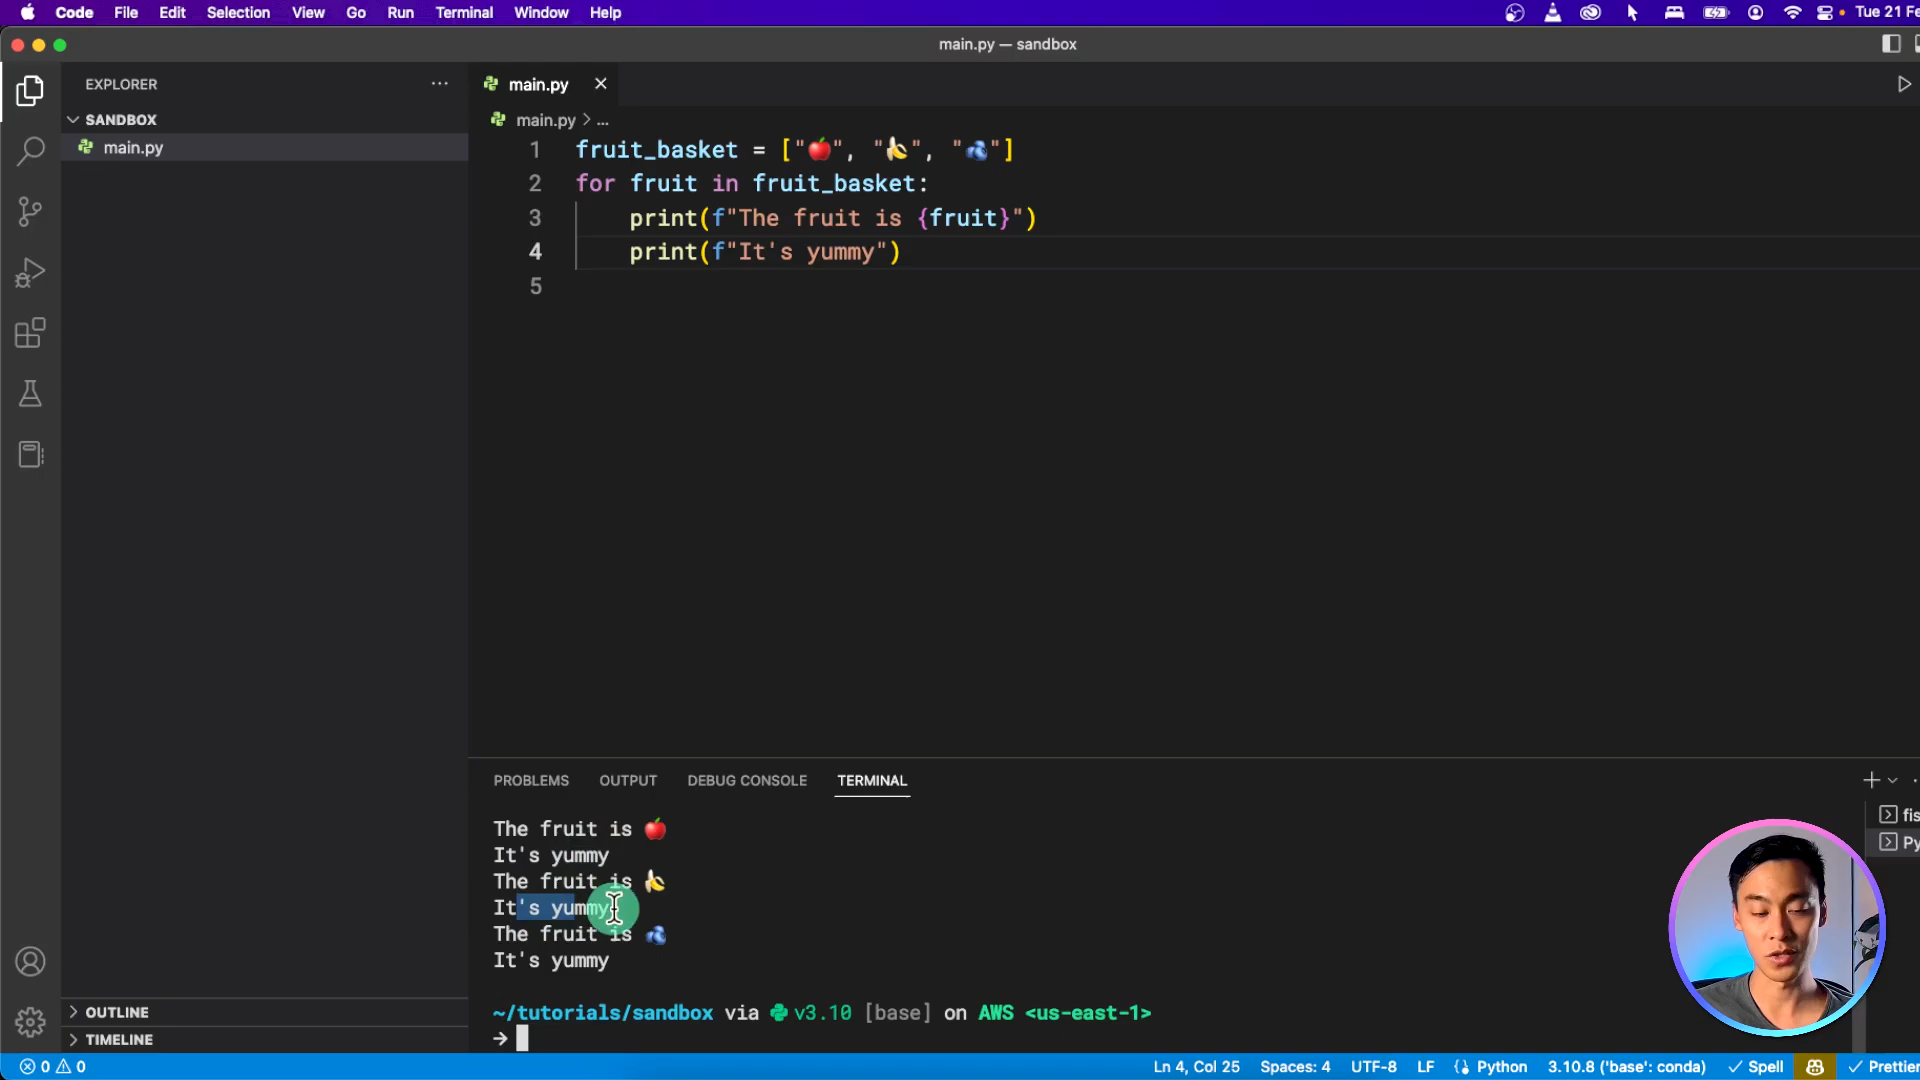 Code File Edit Selection View Go Run Terminal Window Help Tue 21 Fe
main.py — sandbox
EXPLORER
SANDBOX
main.py
main.py
main.py > ...
1 fruit_basket = ["🍎", "🍌", "🫐"]
2 for fruit in fruit_basket:
3     print(f"The fruit is {fruit}")
4     print(f"It's yummy")
5
PROBLEMS OUTPUT DEBUG CONSOLE TERMINAL
The fruit is 🍎
It's yummy
The fruit is 🍌
It's yummy
The fruit is 🫐
It's yummy
~/tutorials/sandbox via v3.10 [base] on AWS <us-east-1>
→
fis
Py
OUTLINE
TIMELINE
0 0 Ln 4, Col 25 Spaces: 4 UTF-8 LF Python 3.10.8 ('base': conda) Spell Prettier